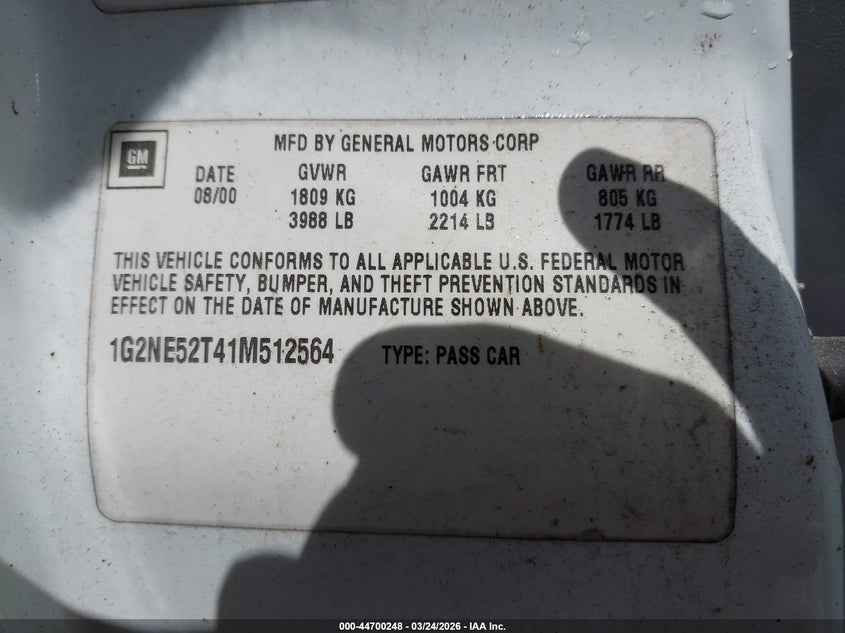 GM
MFD BY GENERAL MOTORS CORP
DATE GVWR GAWR FRT GAWR RR
08/00 1809 KG 1004 KG 805 KG
3988 LB 2214 LB 1774 LB
THIS VEHICLE CONFORMS TO ALL APPLICABLE U.S. FEDERAL MOTOR
VEHICLE SAFETY, BUMPER, AND THEFT PREVENTION STANDARDS IN
EFFECT ON THE DATE OF MANUFACTURE SHOWN ABOVE.
1G2NE52T41M512564 TYPE: PASS CAR
000-44700248 - 03/24/2026 - IAA Inc.